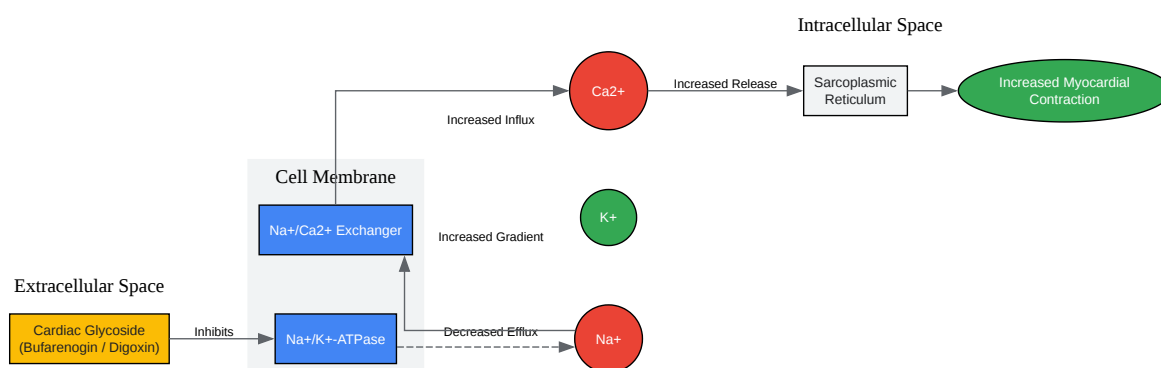 Intracellular Space
Ca2+
Increased Release
Sarcoplasmic
Reticulum
Increased Myocardial
Contraction
Increased Influx
Cell Membrane
Na+/Ca2+ Exchanger
Increased Gradient
K+
Extracellular Space
Cardiac Glycoside
(Bufarenogin / Digoxin)
Inhibits
Na+/K+-ATPase
Decreased Efflux
Na+